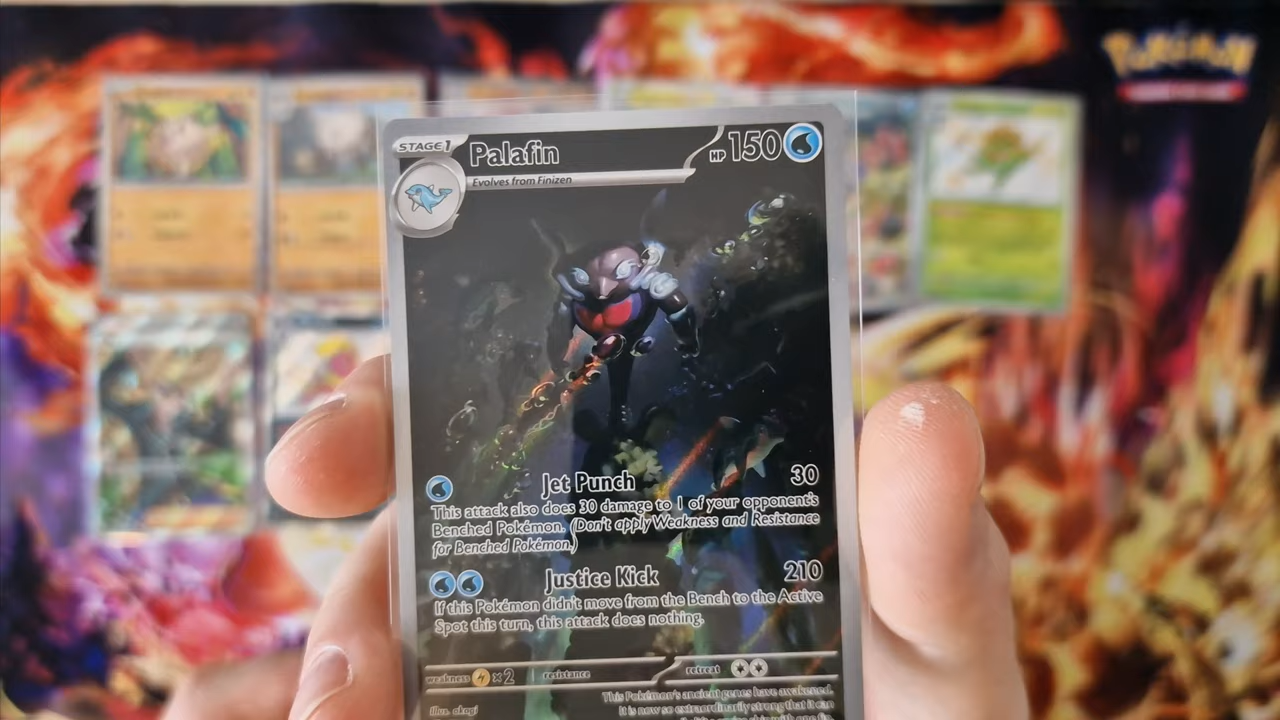 Pokémon
STAGE 1
Palafin
HP 150
Evolves from Finizen
Jet Punch 30
This attack also does 30 damage to 1 of your opponent's
Benched Pokémon. (Don't apply Weakness and Resistance
for Benched Pokémon.)
Justice Kick 210
If this Pokémon didn't move from the Bench to the Active
Spot this turn, this attack does nothing.
weakness ×2 resistance retreat
Illus. akagi
This Pokémon's ancient genes have awakened.
It is now so extraordinarily strong that it can